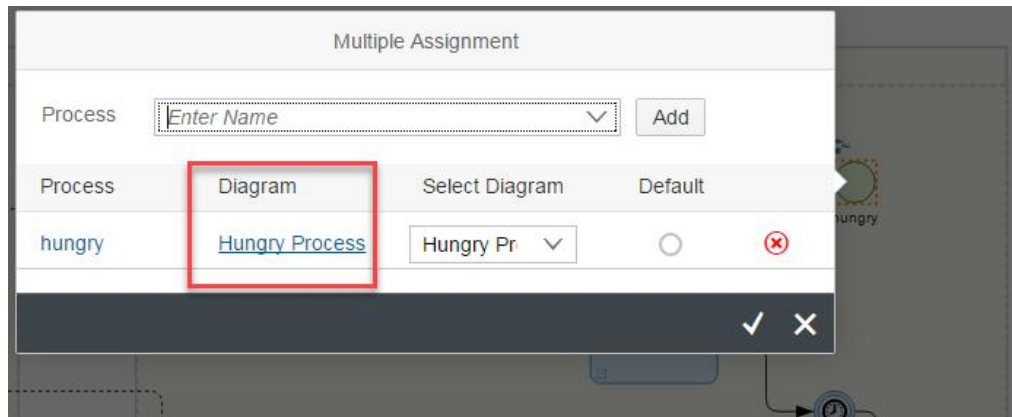 Multiple Assignment
Process Enter Name Add
Process Diagram Select Diagram Default
hungry Hungry Process Hungry Pr
hungry